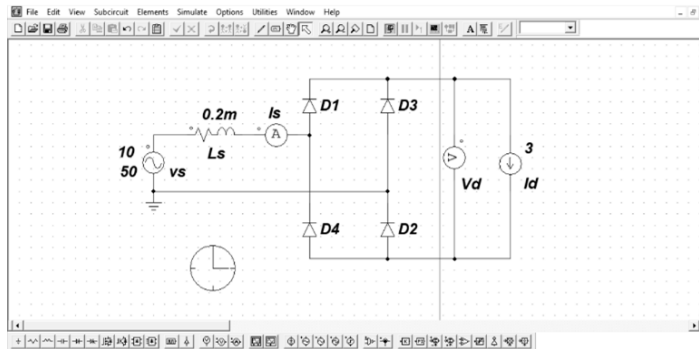 File Edit View Subcircuit Elements Simulate Options Utilities Window Help
0.2m Is
D1 D3
A
10
50 vs
Ls
V
3
Vd Id
D4 D2